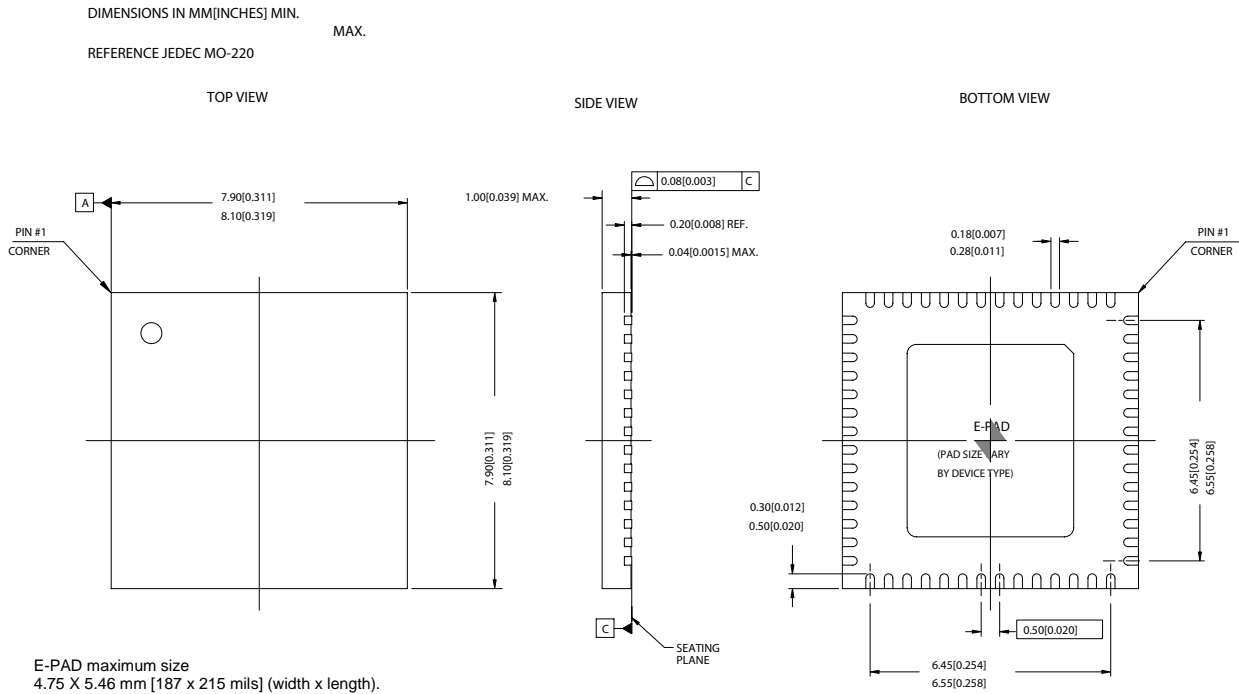 DIMENSIONS IN MM[INCHES] MIN.
MAX.
REFERENCE JEDEC MO-220
TOP VIEW
SIDE VIEW
BOTTOM VIEW
A
7.90[0.311]
8.10[0.319]
1.00[0.039] MAX.
0.08[0.003] C
0.20[0.008] REF.
0.04[0.0015] MAX.
PIN #1
CORNER
0.18[0.007]
0.28[0.011]
PIN #1
CORNER
7.90[0.311]
8.10[0.319]
E-PAD
(PAD SIZE VARY
BY DEVICE TYPE)
6.45[0.254]
6.55[0.258]
0.30[0.012]
0.50[0.020]
C
SEATING
PLANE
0.50[0.020]
6.45[0.254]
6.55[0.258]
E-PAD maximum size
4.75 X 5.46 mm [187 x 215 mils] (width x length).